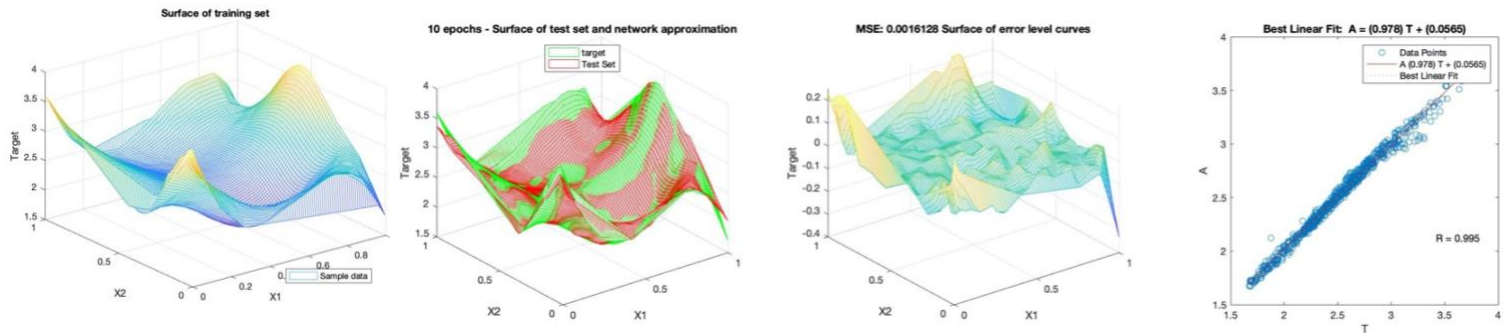 Surface of training set
4
3.5
3
2.5
2
1.5
Target
1
0.5
0
X2
0
0.2
0.6
0.8
X1
Sample data
10 epochs - Surface of test set and network approximation
target
Test Set
4
3.5
3
2.5
2
1.5
Target
1
0.5
0
X2
0
0.5
1
X1
MSE: 0.0016128 Surface of error level curves
0.2
0.1
0
-0.1
-0.2
-0.3
-0.4
Target
1
0.5
0
X2
0
0.5
1
X1
Best Linear Fit: A = (0.978) T + (0.0565)
Data Points
A (0.978) T + (0.0565)
Best Linear Fit
4
3.5
3
2.5
2
1.5
A
R = 0.995
1.5
2
2.5
3
3.5
4
T